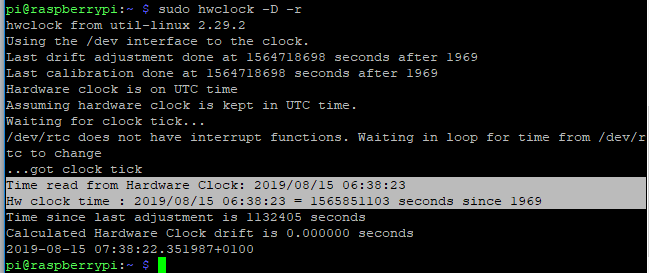 pi@raspberrypi:~ $ sudo hwclock -D -r
hwclock from util-linux 2.29.2
Using the /dev interface to the clock.
Last drift adjustment done at 1564718698 seconds after 1969
Last calibration done at 1564718698 seconds after 1969
Hardware clock is on UTC time
Assuming hardware clock is kept in UTC time.
Waiting for clock tick...
/dev/rtc does not have interrupt functions. Waiting in loop for time from /dev/r
tc to change
...got clock tick
Time read from Hardware Clock: 2019/08/15 06:38:23
Hw clock time : 2019/08/15 06:38:23 = 1565851103 seconds since 1969
Time since last adjustment is 1132405 seconds
Calculated Hardware Clock drift is 0.000000 seconds
2019-08-15 07:38:22.351987+0100
pi@raspberrypi:~ $